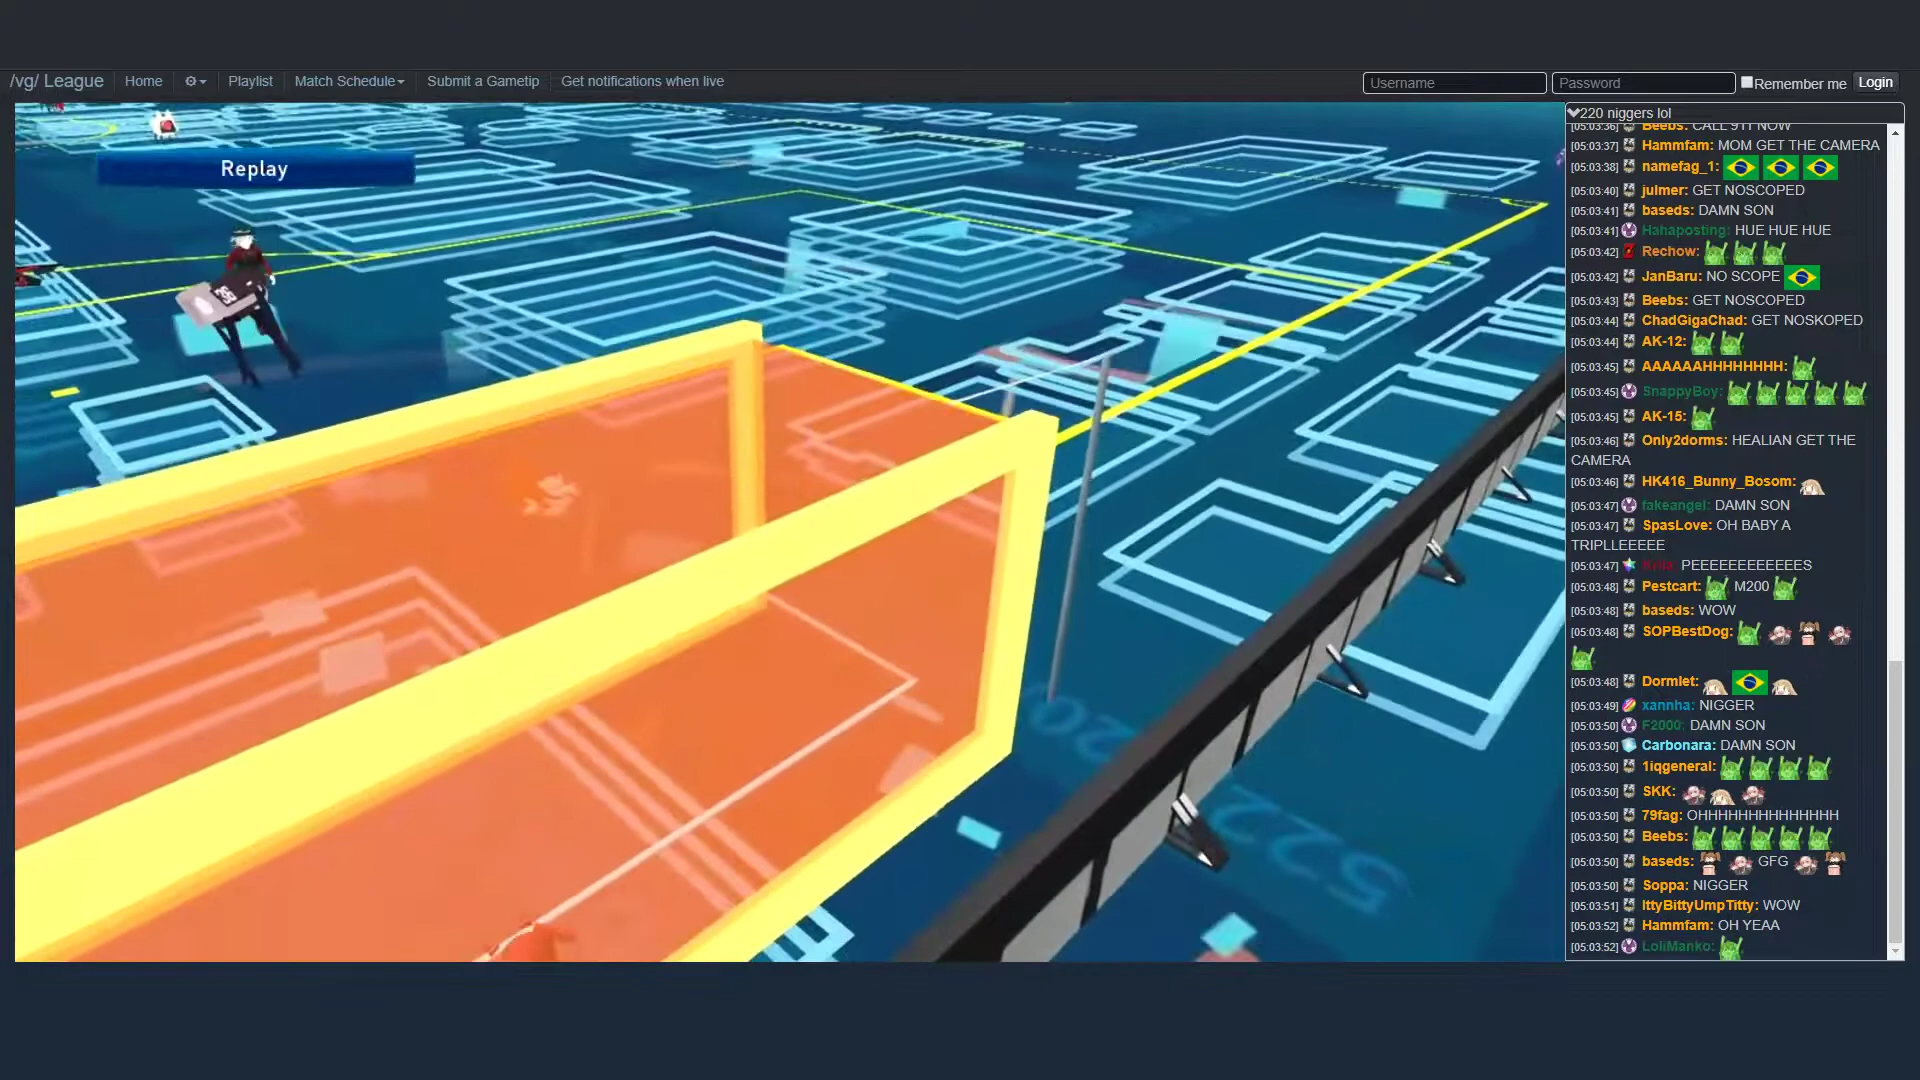 /vg/ League Home Playlist Match Schedule Submit a Gametip Get notifications when live Username Password Remember me Login
Replay
258
520
522
220 niggers lol
[05:03:36] Beebs: CALL 911 NOW
[05:03:37] Hammfam: MOM GET THE CAMERA
[05:03:38] namefag_1:
[05:03:40] julmer: GET NOSCOPED
[05:03:41] baseds: DAMN SON
[05:03:41] Hahaposting: HUE HUE HUE
[05:03:42] Rechow:
[05:03:42] JanBaru: NO SCOPE
[05:03:43] Beebs: GET NOSCOPED
[05:03:44] ChadGigaChad: GET NOSKOPED
[05:03:44] AK-12:
[05:03:45] AAAAAAHHHHHHHH:
[05:03:45] SnappyBoy:
[05:03:45] AK-15:
[05:03:46] Only2dorms: HEALIAN GET THE
CAMERA
[05:03:46] HK416_Bunny_Bosom:
[05:03:47] fakeangel: DAMN SON
[05:03:47] SpasLove: OH BABY A
TRIPLLEEEEE
[05:03:47] PEEEEEEEEEEEES
[05:03:48] Pestcart: M200
[05:03:48] baseds: WOW
[05:03:48] SOPBestDog:
[05:03:48] Dormlet:
[05:03:49] xannha: NIGGER
[05:03:50] F2000: DAMN SON
[05:03:50] Carbonara: DAMN SON
[05:03:50] 1iqgeneral:
[05:03:50] SKK:
[05:03:50] 79fag: OHHHHHHHHHHHHHH
[05:03:50] Beebs:
[05:03:50] baseds: GFG
[05:03:50] Soppa: NIGGER
[05:03:51] IttyBittyUmpTitty: WOW
[05:03:52] Hammfam: OH YEAA
[05:03:52] LoliManko: